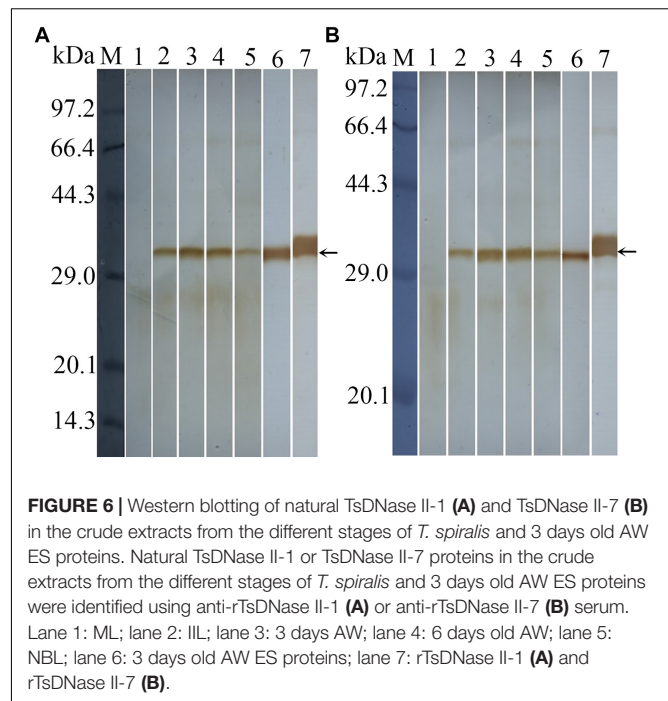 A
B
kDa M 1 2 3 4 5 6 7
kDa M 1 2 3 4 5 6 7
97.2
66.4
44.3
29.0
20.1
14.3
97.2
66.4
44.3
29.0
20.1
FIGURE 6 | Western blotting of natural TsDNase II-1 (A) and TsDNase II-7 (B)
in the crude extracts from the different stages of T. spiralis and 3 days old AW
ES proteins. Natural TsDNase II-1 or TsDNase II-7 proteins in the crude
extracts from the different stages of T. spiralis and 3 days old AW ES proteins
were identified using anti-rTsDNase II-1 (A) or anti-rTsDNase II-7 (B) serum.
Lane 1: ML; lane 2: IIL; lane 3: 3 days AW; lane 4: 6 days old AW; lane 5:
NBL; lane 6: 3 days old AW ES proteins; lane 7: rTsDNase II-1 (A) and
rTsDNase II-7 (B).